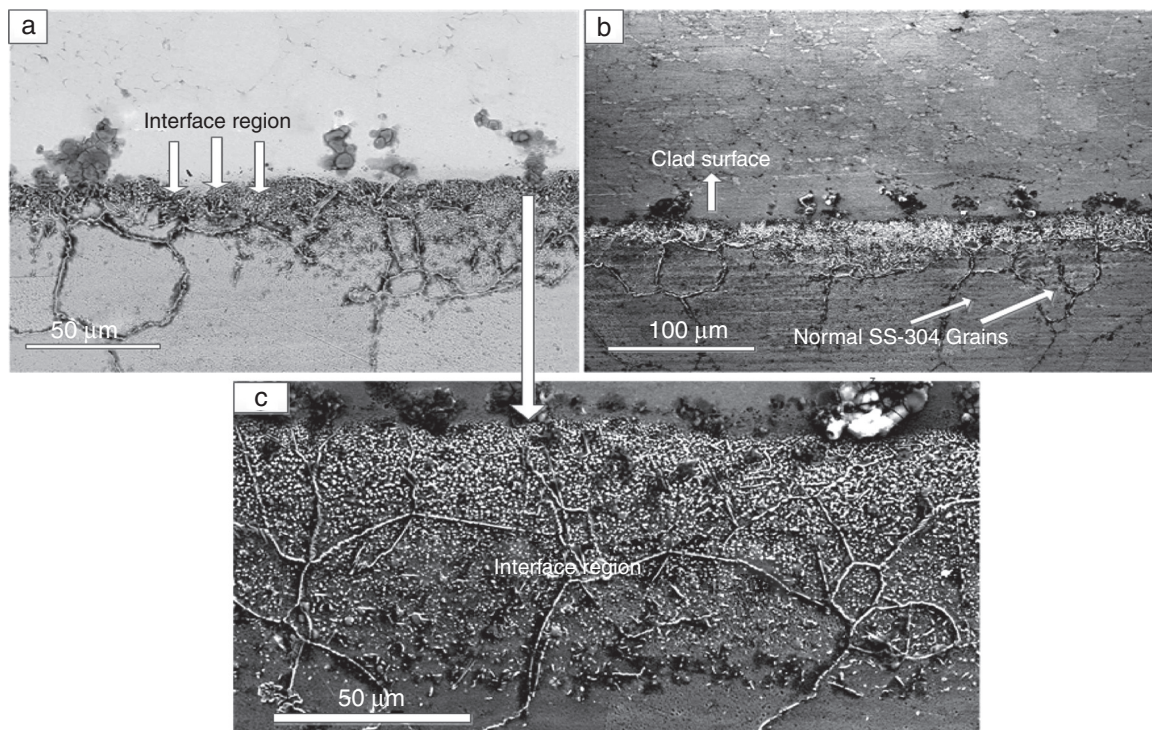 a
Interface region
50 μm
b
Clad surface
100 μm
Normal SS-304 Grains
c
Interface region
50 μm